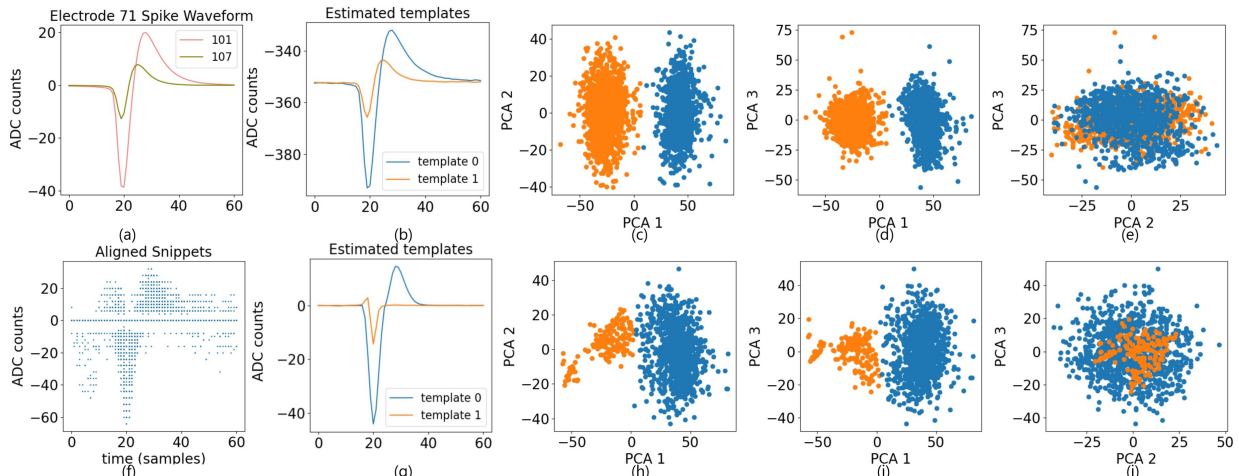 Electrode 71 Spike Waveform
ADC counts
20
0
−20
−40
101
107
0
20
40
60
(a)
Estimated templates
ADC counts
−340
−360
−380
template 0
template 1
0
20
40
60
(b)
PCA 2
40
20
0
−20
−40
−50
0
50
PCA 1
(c)
PCA 3
75
50
25
0
−25
−50
−50
0
50
PCA 1
(d)
PCA 3
75
50
25
0
−25
−50
−25
0
25
PCA 2
(e)
Aligned Snippets
ADC counts
20
0
−20
−40
−60
0
20
40
60
time (samples)
(f)
Estimated templates
ADC counts
0
−20
−40
template 0
template 1
0
20
40
60
(g)
PCA 2
40
20
0
−20
−40
−50
0
50
PCA 1
(h)
PCA 3
40
20
0
−20
−40
−50
0
50
PCA 1
(i)
PCA 3
40
20
0
−20
−40
−25
0
25
50
PCA 2